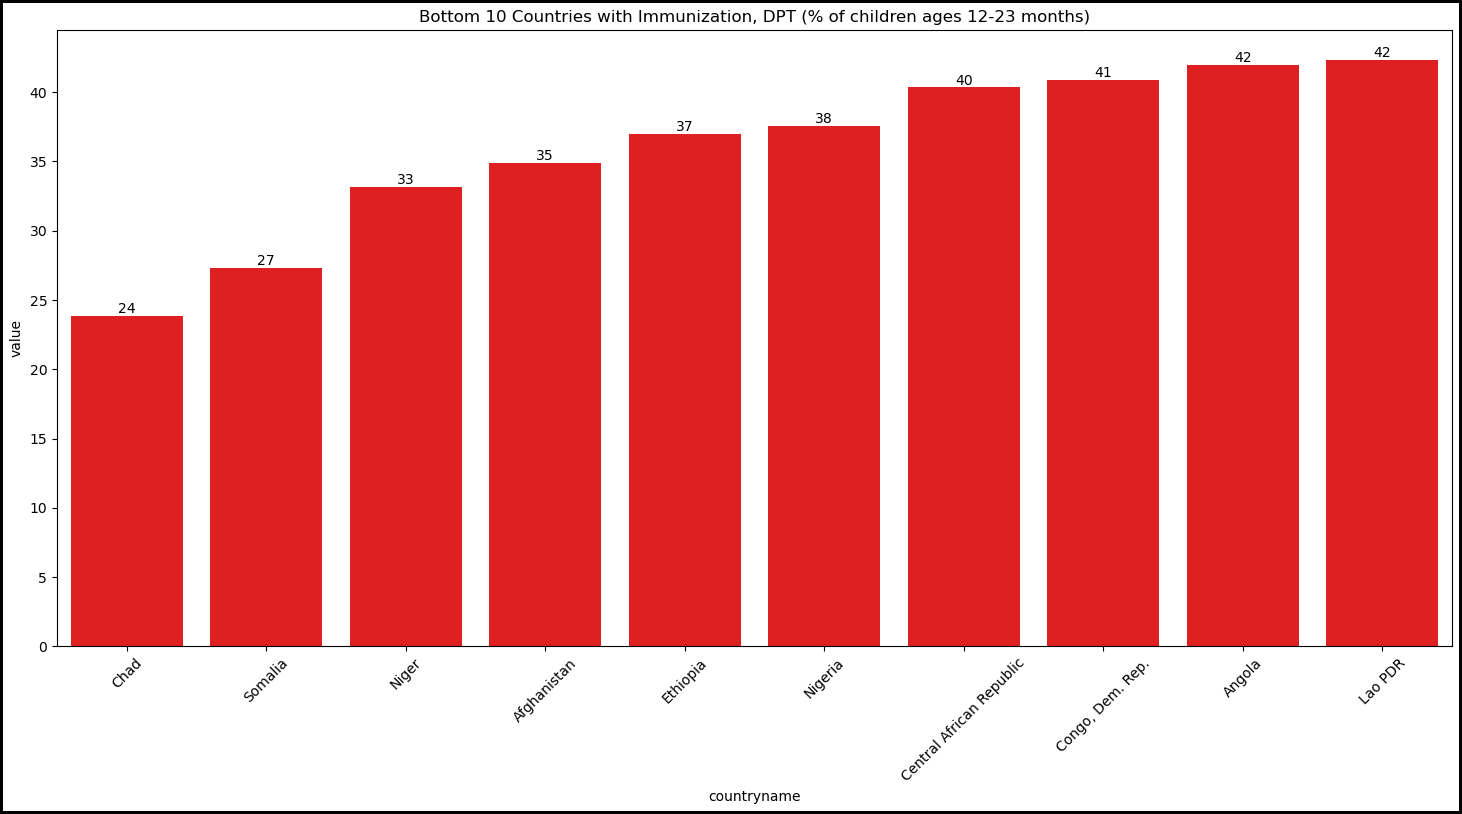 Bottom 10 Countries with Immunization, DPT (% of children ages 12-23 months)
value
40
35
30
25
20
15
10
5
0
24
27
33
35
37
38
40
41
42
42
Chad
Somalia
Niger
Afghanistan
Ethiopia
Nigeria
Central African Republic
Congo, Dem. Rep.
Angola
Lao PDR
countryname